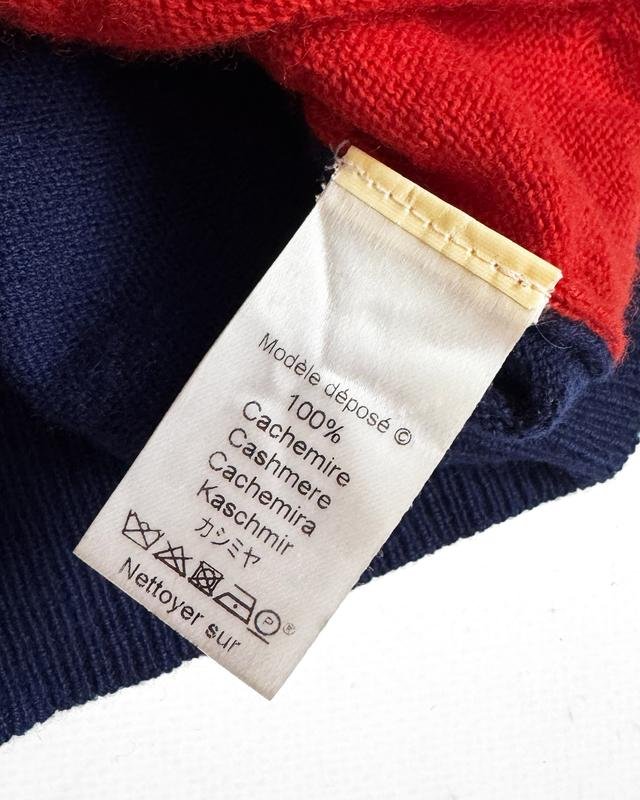 Modèle déposé ©
100%
Cachemire
Cashmere
Cachemira
Kaschmir
カシミヤ
P ®
Nettoyer sur